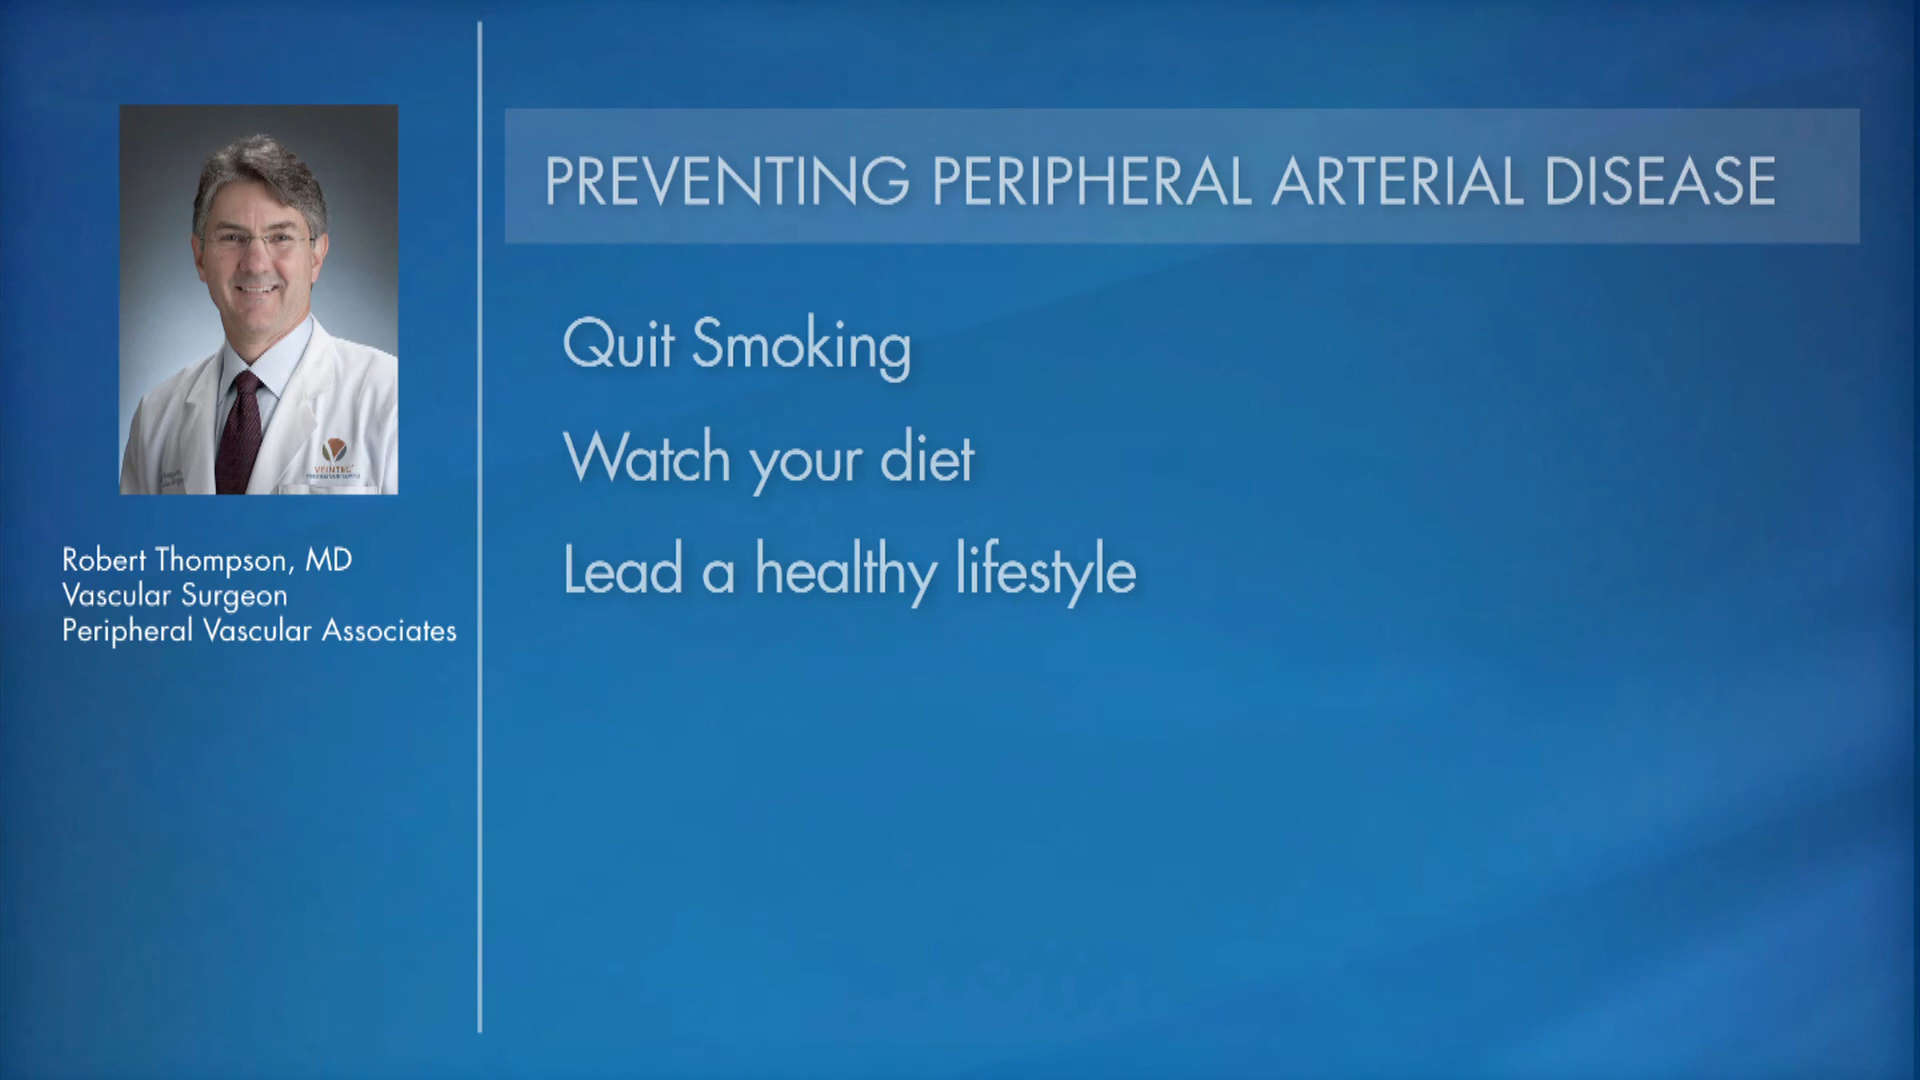 PREVENTING PERIPHERAL ARTERIAL DISEASE
Quit Smoking
Watch your diet
Lead a healthy lifestyle
Robert Thompson, MD
Vascular Surgeon
Peripheral Vascular Associates